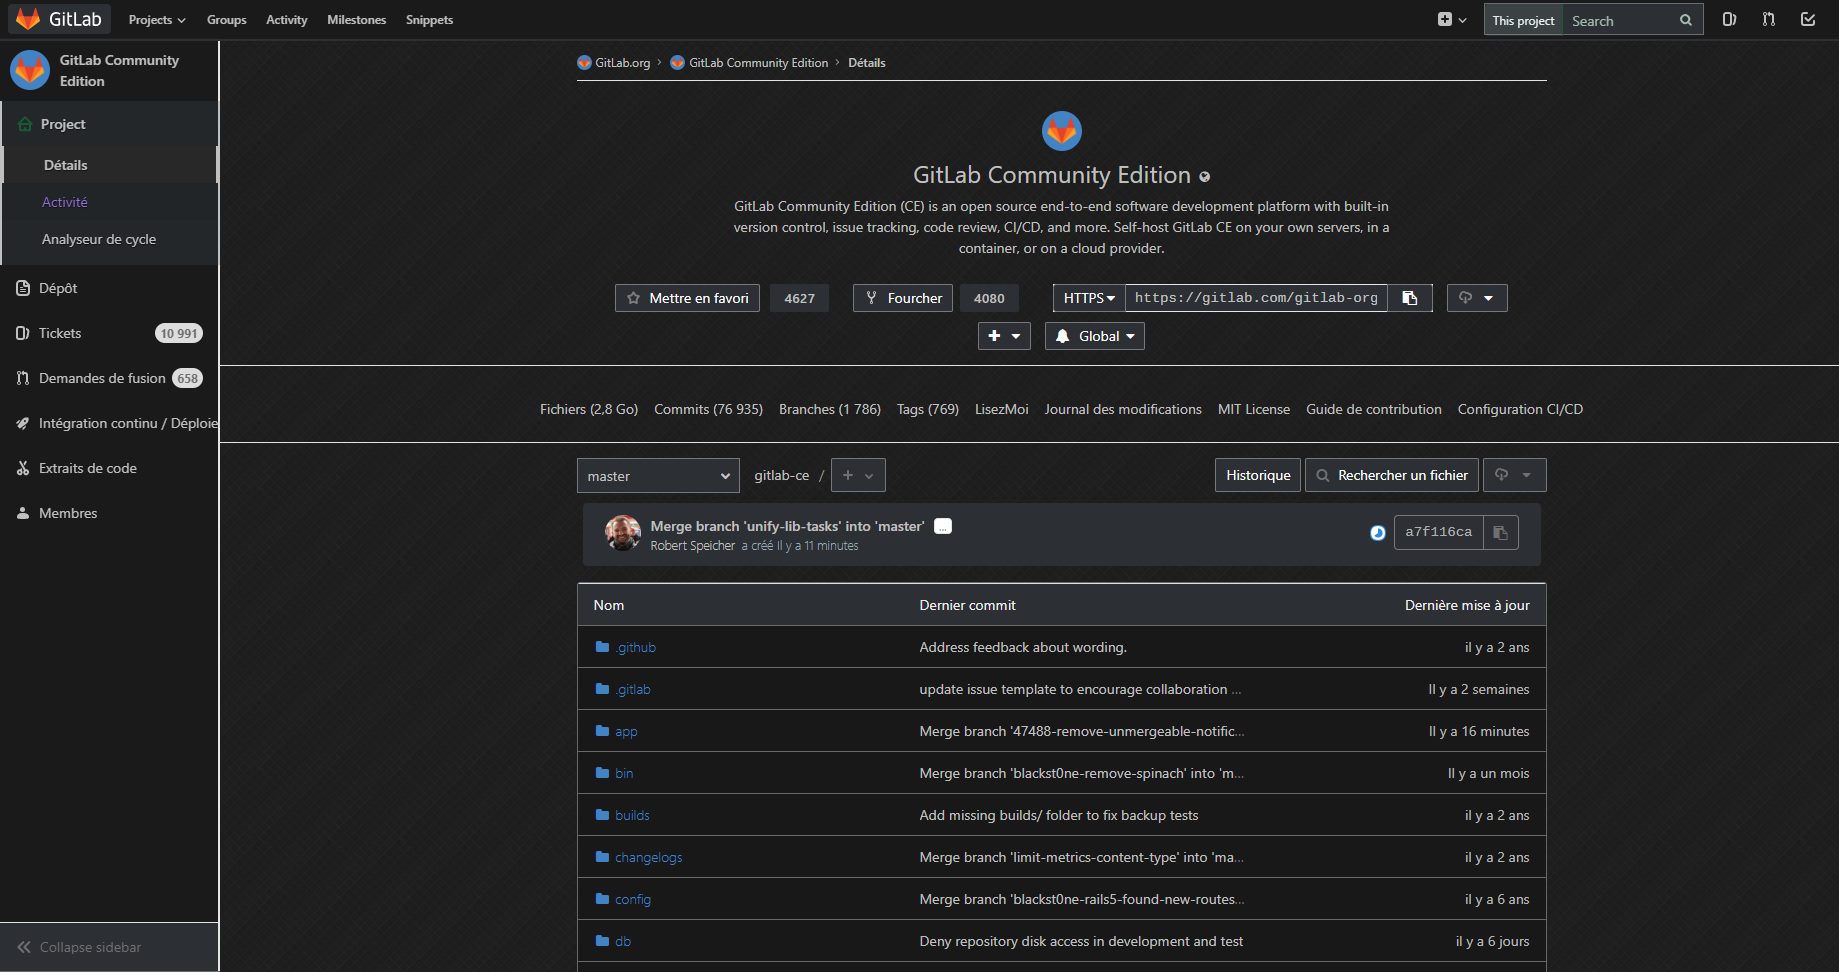 GitLab Projects Groups Activity Milestones Snippets This project Search
GitLab Community
Edition
Project
Détails
Activité
Analyseur de cycle
Dépôt
Tickets 10 991
Demandes de fusion 658
Intégration continu / Déploie
Extraits de code
Membres
Collapse sidebar
GitLab.org › GitLab Community Edition › Détails
GitLab Community Edition
GitLab Community Edition (CE) is an open source end-to-end software development platform with built-in
version control, issue tracking, code review, CI/CD, and more. Self-host GitLab CE on your own servers, in a
container, or on a cloud provider.
Mettre en favori 4627 Fourcher 4080 HTTPS https://gitlab.com/gitlab-org
Global
Fichiers (2,8 Go) Commits (76 935) Branches (1 786) Tags (769) LisezMoi Journal des modifications MIT License Guide de contribution Configuration CI/CD
master gitlab-ce / + Historique Rechercher un fichier
Merge branch 'unify-lib-tasks' into 'master' ...
Robert Speicher a créé Il y a 11 minutes
a7f116ca
Nom Dernier commit Dernière mise à jour
.github Address feedback about wording. il y a 2 ans
.gitlab update issue template to encourage collaboration ... Il y a 2 semaines
app Merge branch '47488-remove-unmergeable-notific... Il y a 16 minutes
bin Merge branch 'blackst0ne-remove-spinach' into 'm... Il y a un mois
builds Add missing builds/ folder to fix backup tests il y a 2 ans
changelogs Merge branch 'limit-metrics-content-type' into 'ma... il y a 2 ans
config Merge branch 'blackst0ne-rails5-found-new-routes... il y a 6 ans
db Deny repository disk access in development and test il y a 6 jours